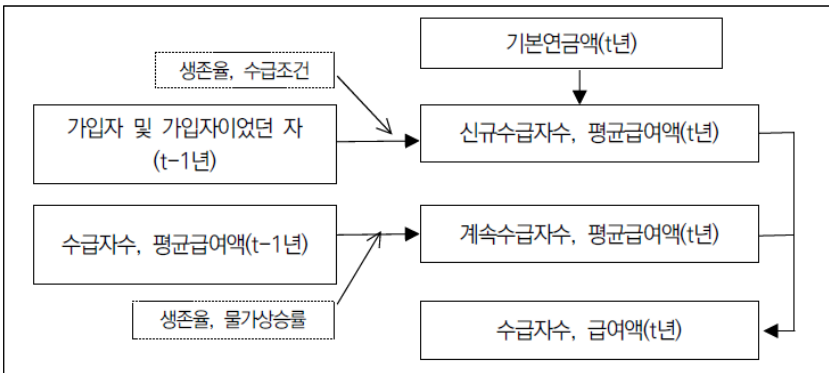 기본연금액(t년)
생존율, 수급조건
가입자 및 가입자이었던 자
(t-1년)
신규수급자수, 평균급여액(t년)
수급자수, 평균급여액(t-1년)
계속수급자수, 평균급여액(t년)
생존율, 물가상승률
수급자수, 급여액(t년)